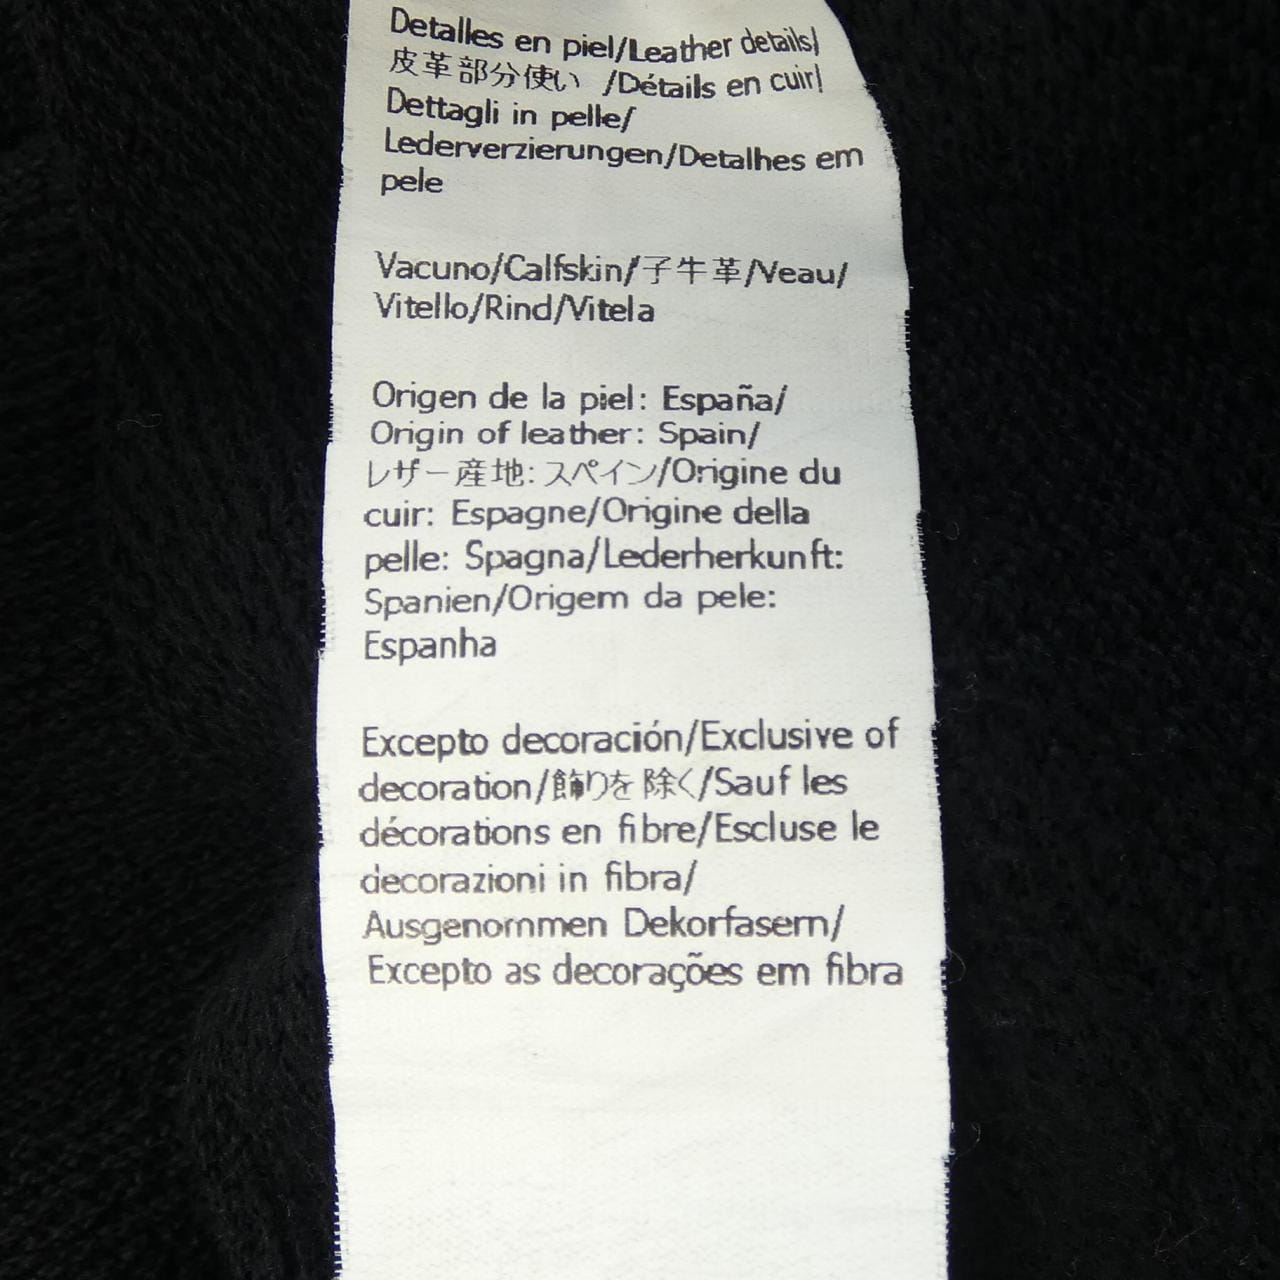 Detalles en piel/Leather details/
皮革部分使い /Détails en cuir/
Dettagli in pelle/
Lederverzierungen/Detalhes em
pele
Vacuno/Calfskin/子牛革/Veau/
Vitello/Rind/Vitela
Origen de la piel: España/
Origin of leather: Spain/
レザー産地: スペイン/Origine du
cuir: Espagne/Origine della
pelle: Spagna/Lederherkunft:
Spanien/Origem da pele:
Espanha
Excepto decoración/Exclusive of
decoration/飾りを除く/Sauf les
décorations en fibre/Escluse le
decorazioni in fibra/
Ausgenommen Dekorfasern/
Excepto as decorações em fibra